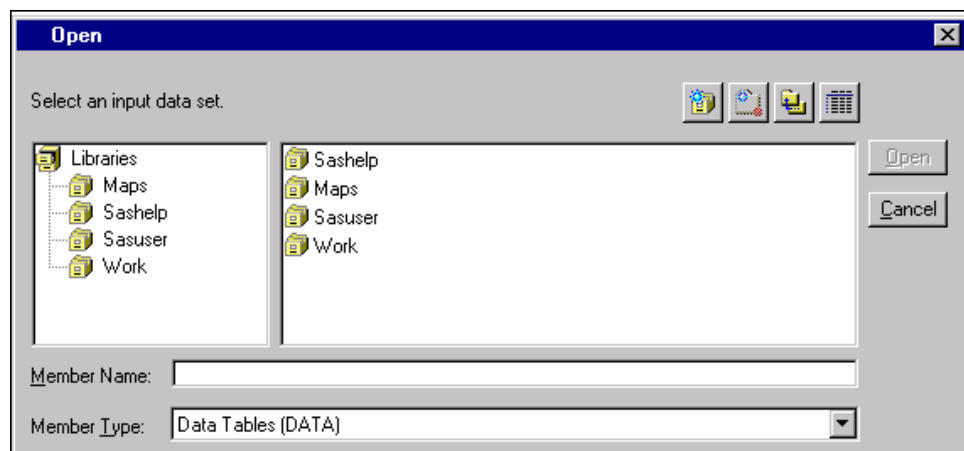 Open
Select an input data set.
Libraries
Maps
Sashelp
Sasuser
Work
Sashelp
Maps
Sasuser
Work
Open
Cancel
Member Name:
Member Type:
Data Tables (DATA)